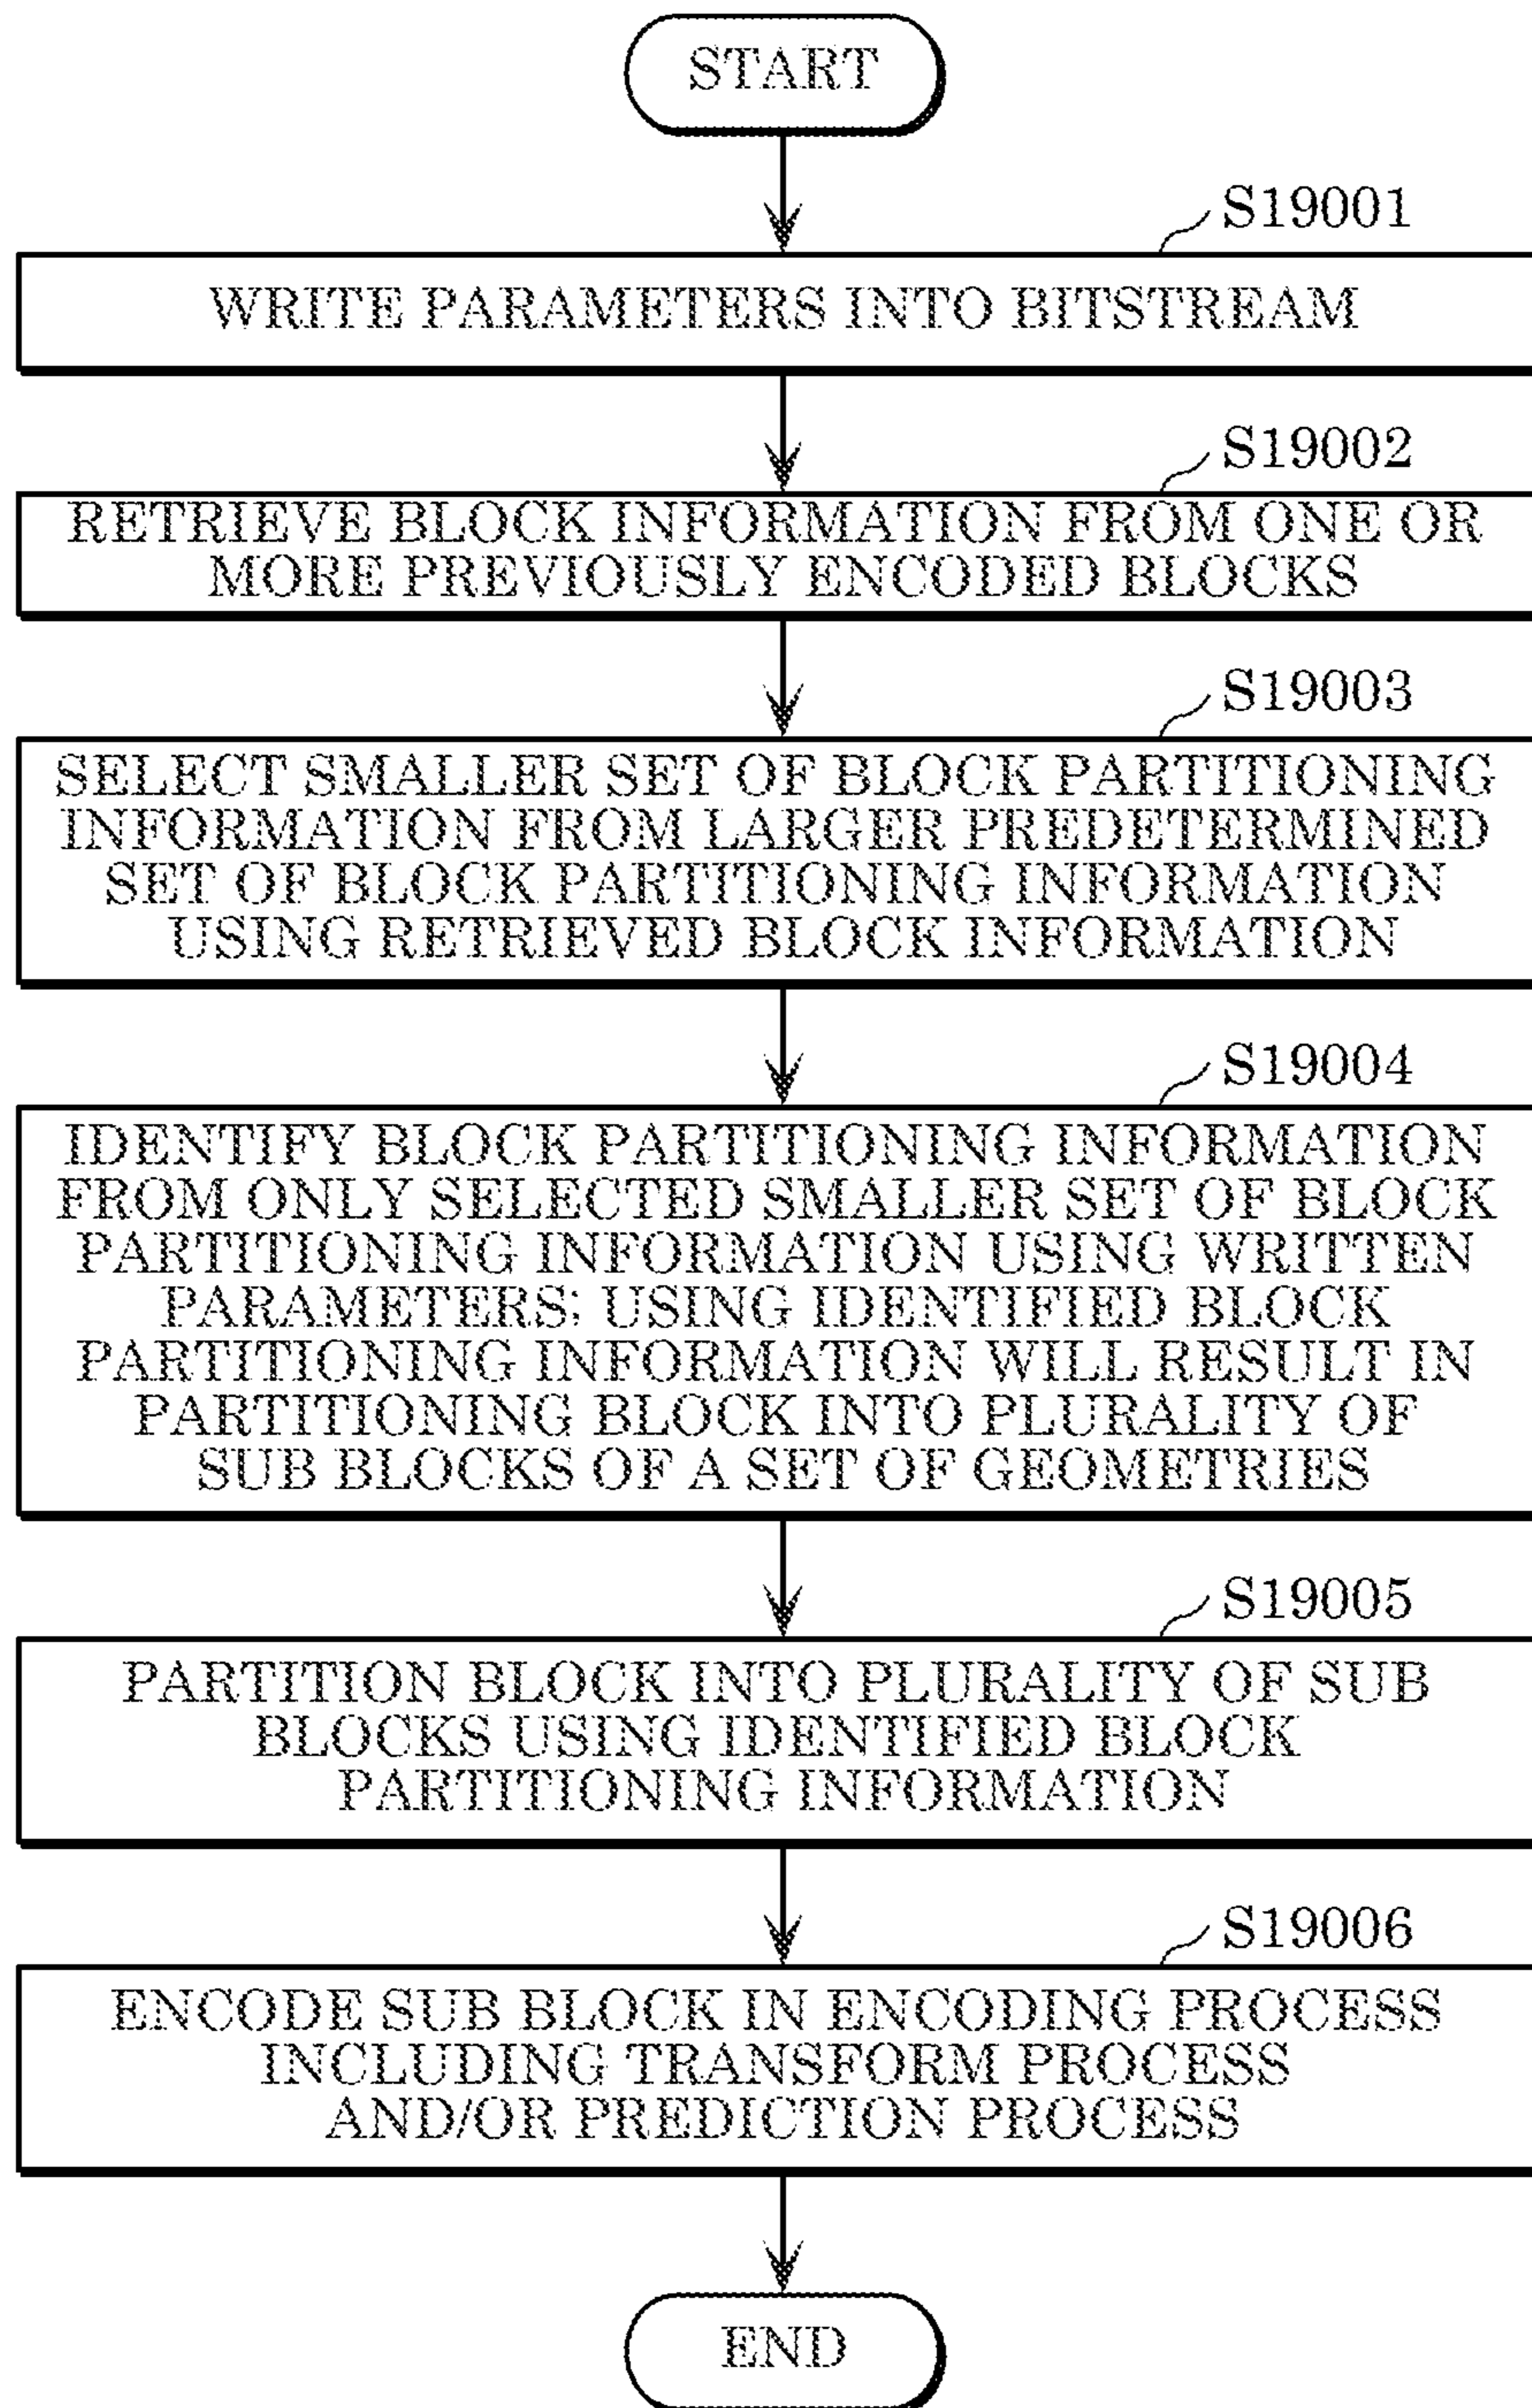 START
S19001
WRITE PARAMETERS INTO BITSTREAM
S19002
RETRIEVE BLOCK INFORMATION FROM ONE OR
MORE PREVIOUSLY ENCODED BLOCKS
S19003
SELECT SMALLER SET OF BLOCK PARTITIONING
INFORMATION FROM LARGER PREDETERMINED
SET OF BLOCK PARTITIONING INFORMATION
USING RETRIEVED BLOCK INFORMATION
S19004
IDENTIFY BLOCK PARTITIONING INFORMATION
FROM ONLY SELECTED SMALLER SET OF BLOCK
PARTITIONING INFORMATION USING WRITTEN
PARAMETERS; USING IDENTIFIED BLOCK
PARTITIONING INFORMATION WILL RESULT IN
PARTITIONING BLOCK INTO PLURALITY OF
SUB BLOCKS OF A SET OF GEOMETRIES
S19005
PARTITION BLOCK INTO PLURALITY OF SUB
BLOCKS USING IDENTIFIED BLOCK
PARTITIONING INFORMATION
S19006
ENCODE SUB BLOCK IN ENCODING PROCESS
INCLUDING TRANSFORM PROCESS
AND/OR PREDICTION PROCESS
END